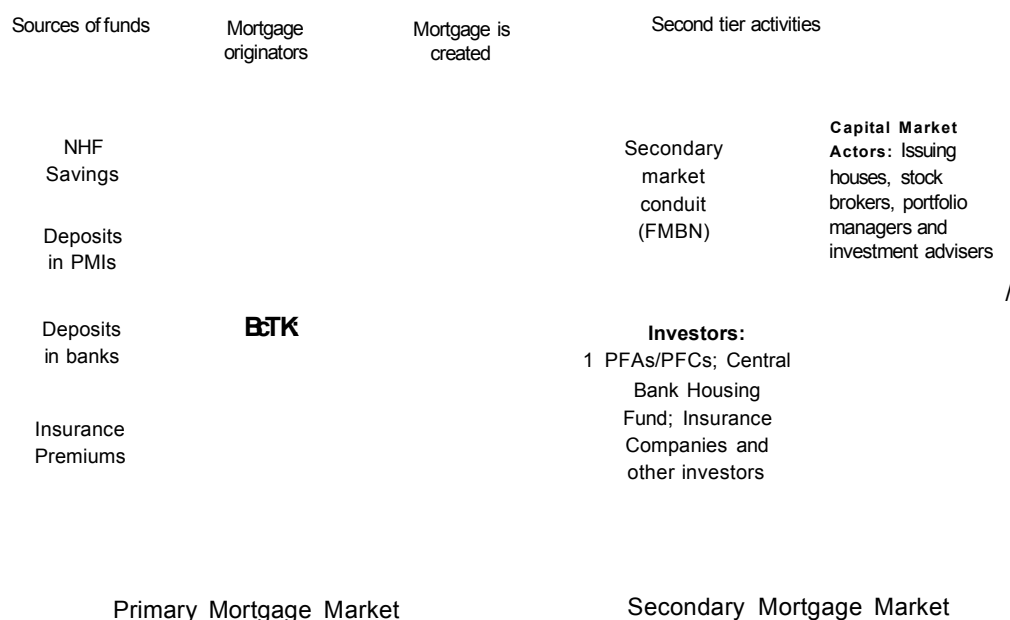 Sources of funds
Mortgage
originators
Mortgage is
created
Second tier activities
NHF
Savings
Deposits
in PMIs
Deposits
in banks
Insurance
Premiums
Secondary
market
conduit
(FMBN)
Capital Market
Actors: Issuing
houses, stock
brokers, portfolio
managers and
investment advisers
/
Investors:
1 PFAs/PFCs; Central
Bank Housing
Fund; Insurance
Companies and
other investors
Primary Mortgage Market
Secondary Mortgage Market